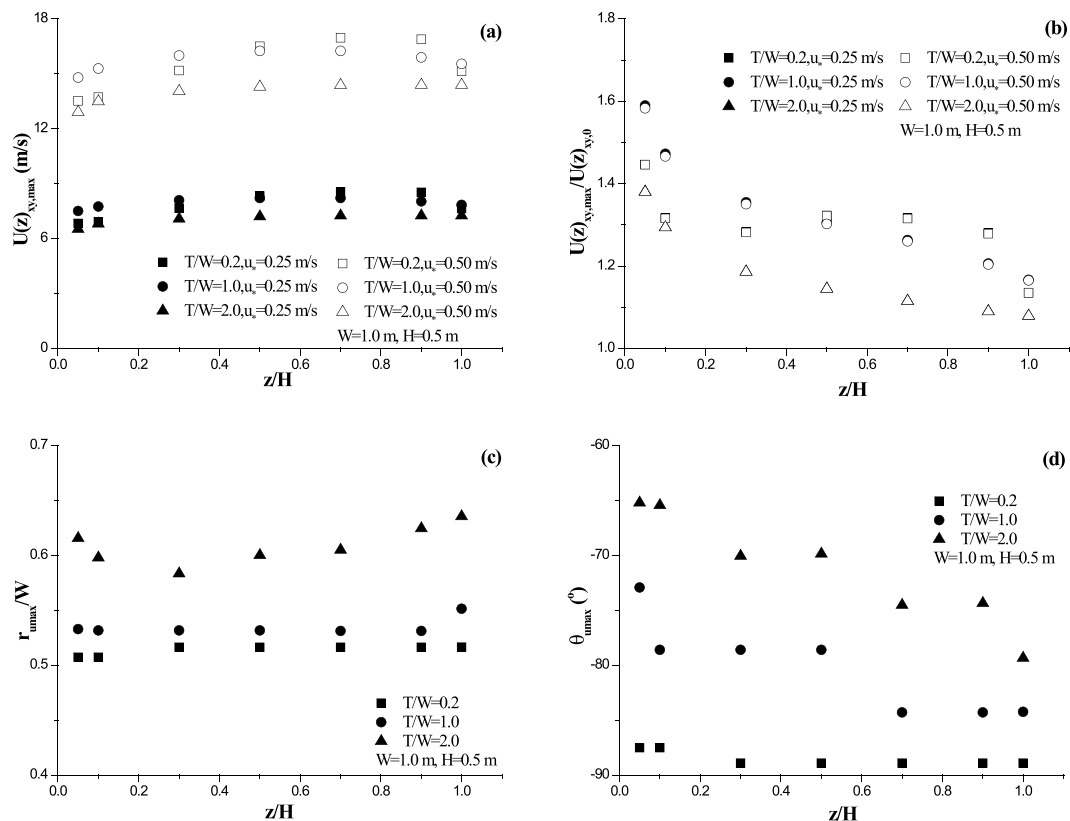 (a)
18
12
6
0
U(z)xy,max (m/s)
T/W=0.2,u*=0.25 m/s
T/W=1.0,u*=0.25 m/s
T/W=2.0,u*=0.25 m/s
T/W=0.2,u*=0.50 m/s
T/W=1.0,u*=0.50 m/s
T/W=2.0,u*=0.50 m/s
W=1.0 m, H=0.5 m
0.0 0.2 0.4 0.6 0.8 1.0
z/H
(b)
1.8
1.6
1.4
1.2
1.0
U(z)xy,max/U(z)xy,0
T/W=0.2,u*=0.25 m/s
T/W=1.0,u*=0.25 m/s
T/W=2.0,u*=0.25 m/s
T/W=0.2,u*=0.50 m/s
T/W=1.0,u*=0.50 m/s
T/W=2.0,u*=0.50 m/s
W=1.0 m, H=0.5 m
0.0 0.2 0.4 0.6 0.8 1.0
z/H
(c)
0.7
0.6
0.5
0.4
rumax/W
T/W=0.2
T/W=1.0
T/W=2.0
W=1.0 m, H=0.5 m
0.0 0.2 0.4 0.6 0.8 1.0
z/H
(d)
-60
-70
-80
-90
θumax (°)
T/W=0.2
T/W=1.0
T/W=2.0
W=1.0 m, H=0.5 m
0.0 0.2 0.4 0.6 0.8 1.0
z/H